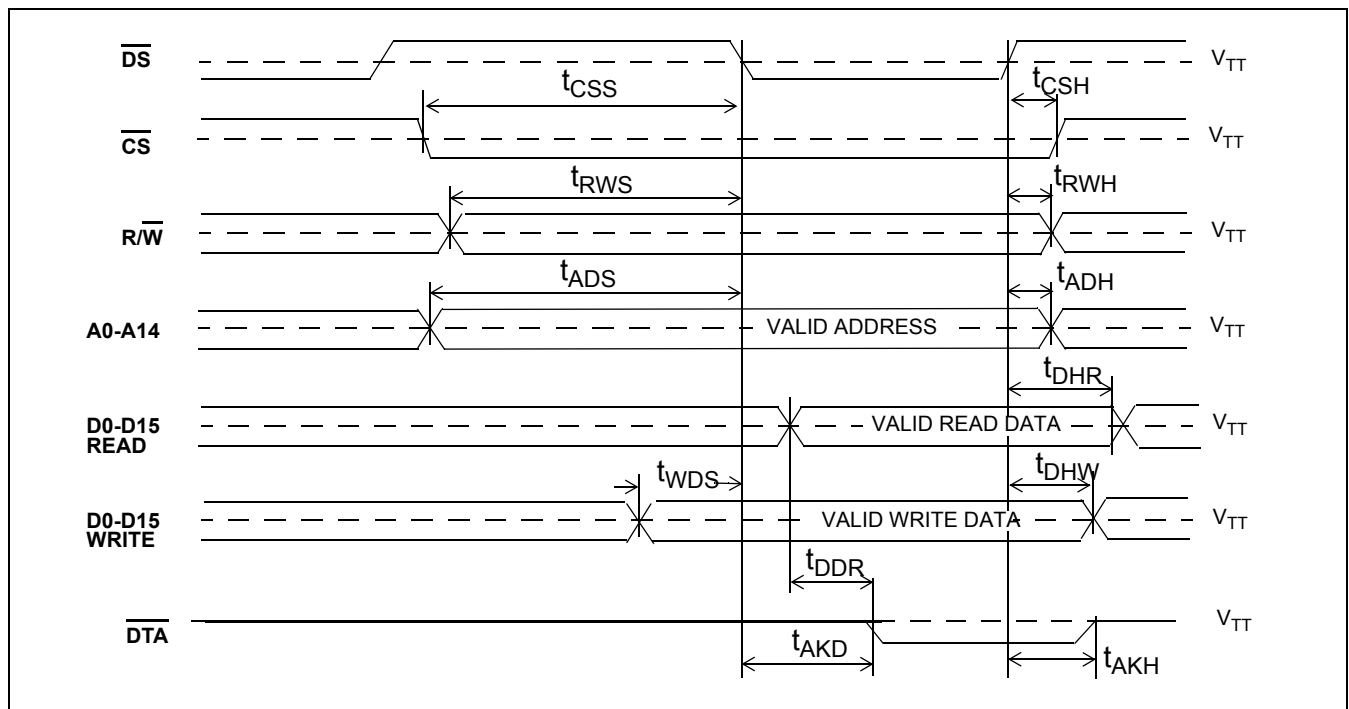 DS VTT
tCSS tCSH
CS VTT
tRWS tRWH
R/W VTT
tADS tADH
A0-A14 VALID ADDRESS VTT
tDHR
D0-D15
READ VALID READ DATA VTT
tWDS tDHW
D0-D15
WRITE VALID WRITE DATA VTT
tDDR
DTA VTT
tAKD tAKH